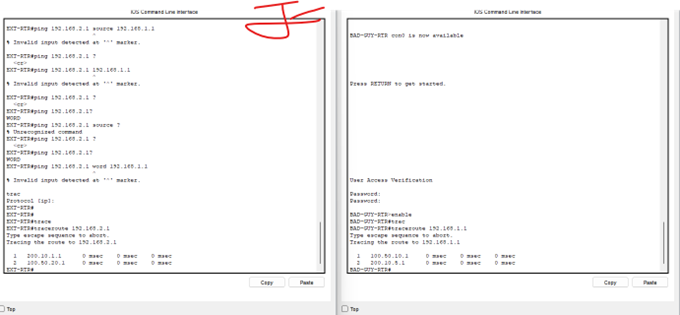 IOS Command Line Interface
EXT-RTR#ping 192.168.2.1 source 192.168.1.1
^
% Invalid input detected at '^' marker.
EXT-RTR#ping 192.168.2.1 ?
<cr>
EXT-RTR#ping 192.168.2.1 192.168.1.1
^
% Invalid input detected at '^' marker.
EXT-RTR#ping 192.168.2.1 ?
<cr>
EXT-RTR#ping 192.168.2.1?
WORD
EXT-RTR#ping 192.168.2.1 source ?
% Unrecognized command
EXT-RTR#ping 192.168.2.1 ?
<cr>
EXT-RTR#ping 192.168.2.1?
WORD
EXT-RTR#ping 192.168.2.1 word 192.168.1.1
^
% Invalid input detected at '^' marker.
trac
Protocol [ip]:
EXT-RTR#
EXT-RTR#
EXT-RTR#trace
EXT-RTR#traceroute 192.168.2.1
Type escape sequence to abort.
Tracing the route to 192.168.2.1
1 200.10.1.1 0 msec 0 msec 0 msec
2 100.50.20.1 0 msec 0 msec 0 msec
EXT-RTR#
Copy Paste
Top
IOS Command Line Interface
BAD-GUY-RTR con0 is now available
Press RETURN to get started.
User Access Verification
Password:
Password:
BAD-GUY-RTR>enable
BAD-GUY-RTR#trac
BAD-GUY-RTR#traceroute 192.168.1.1
Type escape sequence to abort.
Tracing the route to 192.168.1.1
1 100.50.10.1 0 msec 0 msec 0 msec
2 200.10.5.1 0 msec 0 msec 0 msec
BAD-GUY-RTR#
Copy Paste
Top